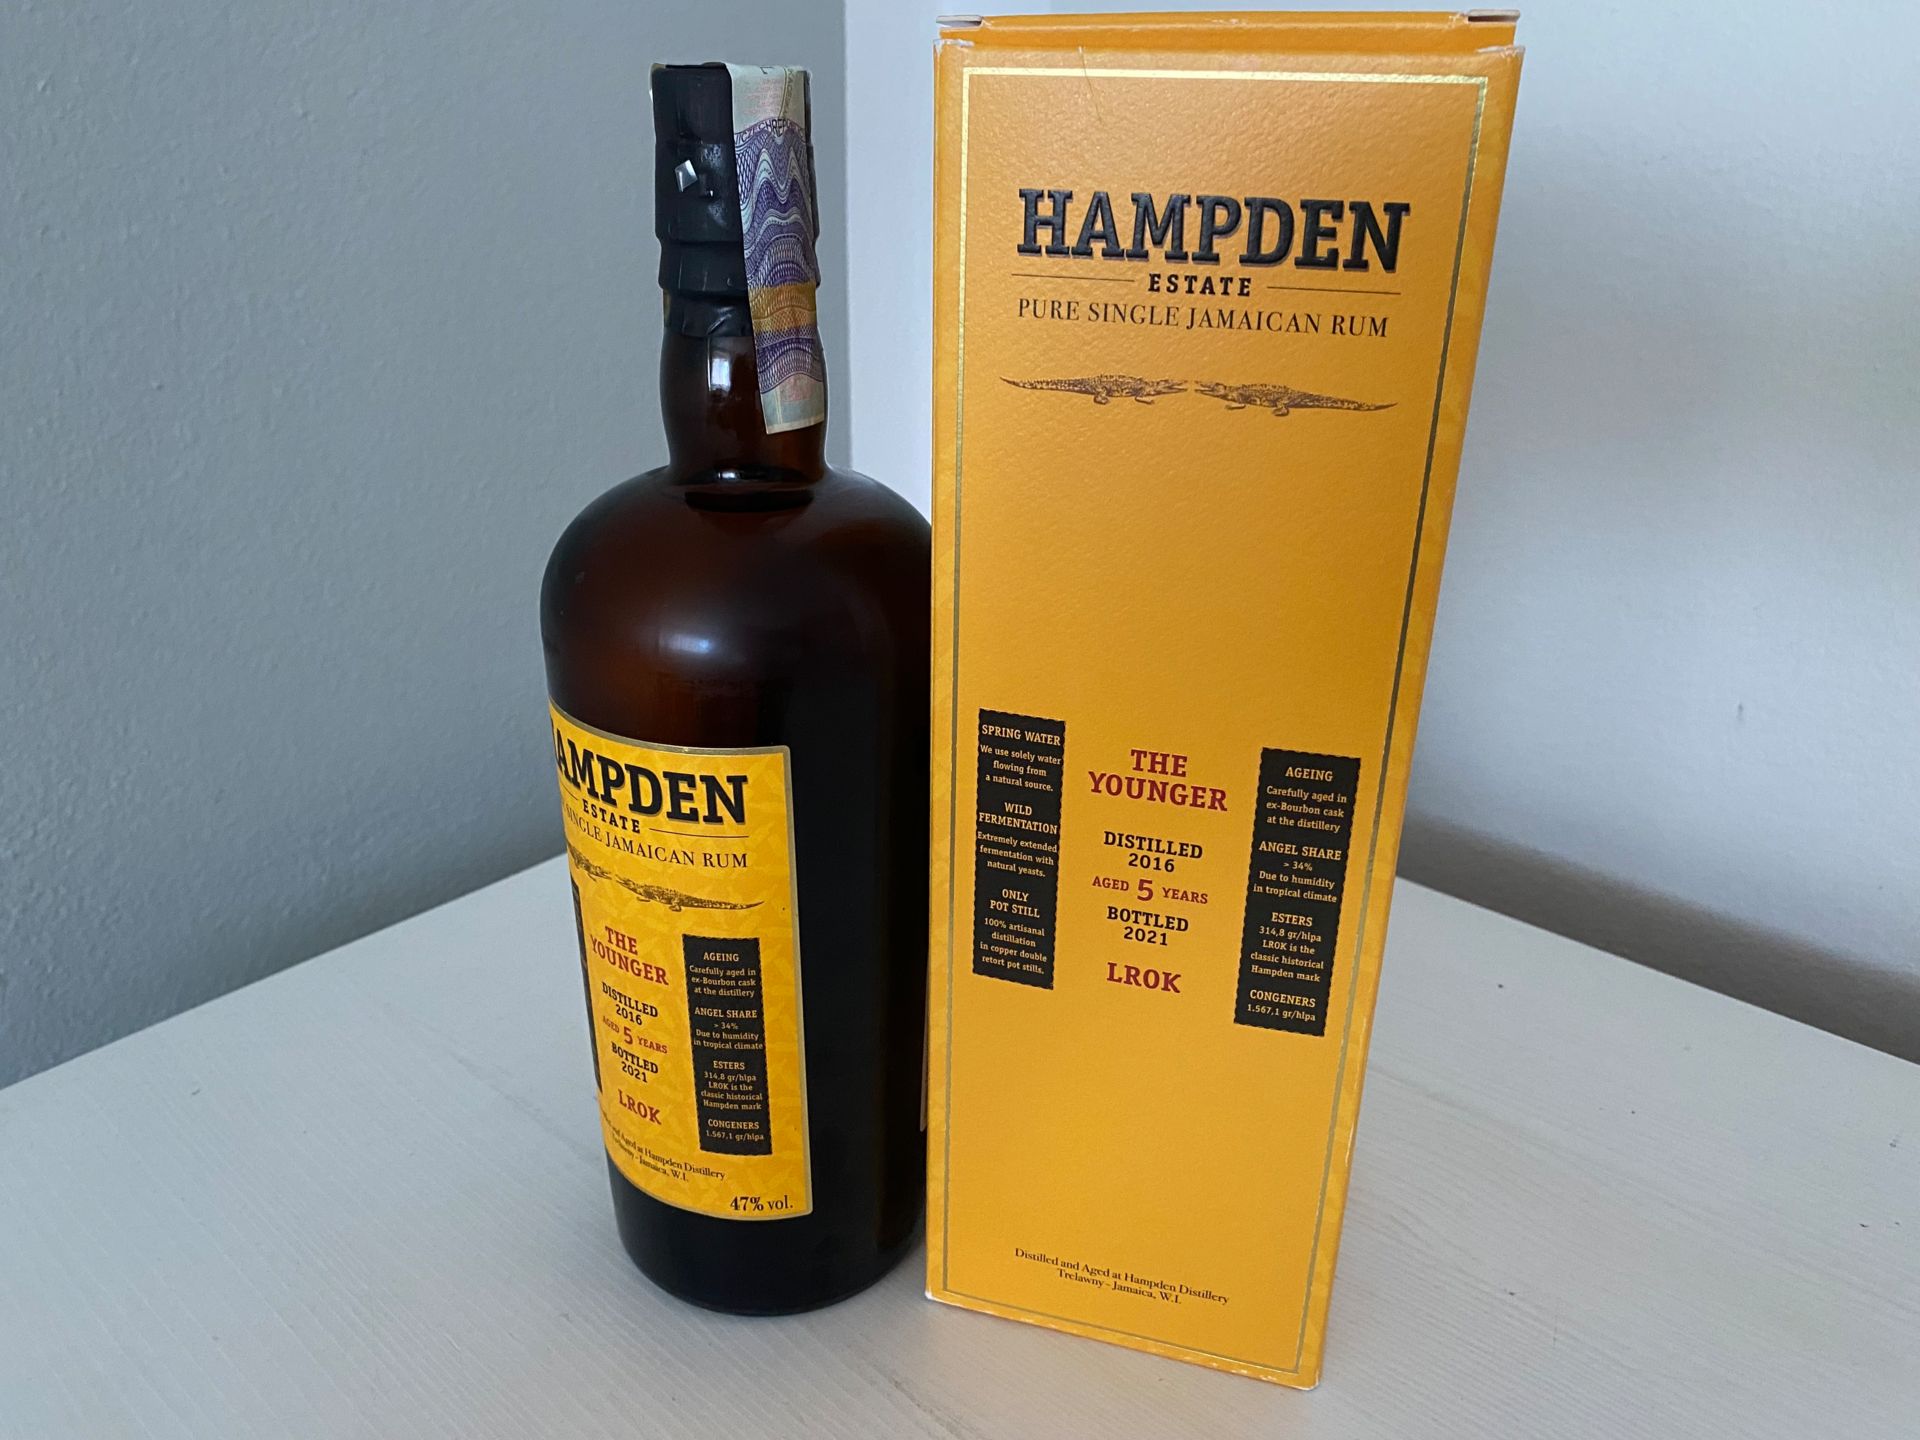 HAMPDEN
ESTATE
PURE SINGLE JAMAICAN RUM
SPRING WATER
We use solely water
flowing from
a natural source.
WILD
FERMENTATION
Extremely extended
fermentation with
natural yeasts.
ONLY
POT STILL
100% artisanal
distillation
in copper double
retort pot stills.
THE
YOUNGER
DISTILLED
2016
AGED 5 YEARS
BOTTLED
2021
LROK
AGEING
Carefully aged in
ex-Bourbon cask
at the distillery
ANGEL SHARE
> 34%
Due to humidity
in tropical climate
ESTERS
314,8 gr/hlpa
LROK is the
classic historical
Hampden mark
CONGENERS
1.567,1 gr/hlpa
Distilled and Aged at Hampden Distillery
Trelawny - Jamaica, W.I.
HAMPDEN
ESTATE
SINGLE JAMAICAN RUM
THE
YOUNGER
DISTILLED
2016
AGED 5 YEARS
BOTTLED
2021
LROK
AGEING
Carefully aged in
ex-Bourbon cask
at the distillery
ANGEL SHARE
> 34%
Due to humidity
in tropical climate
ESTERS
314,8 gr/hlpa
LROK is the
classic historical
Hampden mark
CONGENERS
1.567,1 gr/hlpa
and Aged at Hampden Distillery
Trelawny - Jamaica, W.I.
47% vol.